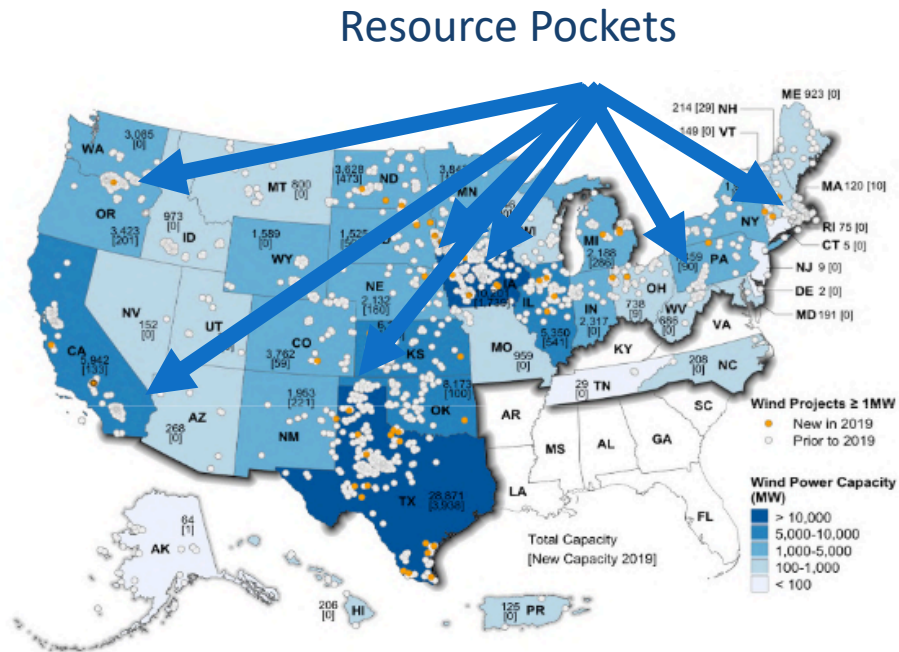 Resource Pockets
ME 923 [0]
214 [29] NH
149 [0] VT
MA 120 [10]
RI 75 [0]
CT 5 [0]
NJ 9 [0]
DE 2 [0]
MD 191 [0]
WA
3,085
[0]
MT 800
[0]
3,628
[473]
ND
MN
OR
3,423
[201]
973
[0]
ID
1,589
[0]
WY
NE
2,132
[160]
IA
IL
5,350
[541]
MI
2,188
NY
PA
[90]
OH
738
[9]
IN
2,317
[0]
WV
686
[0]
VA
NV
152
[0]
UT
CO
3,762
[59]
KS
MO
959
[0]
KY
CA
5,942
[133]
AZ
268
[0]
1,953
[221]
NM
8,173
[100]
OK
TN
29
[0]
208
[0]
NC
SC
AR
MS
AL
GA
LA
FL
TX
28,871
[3,938]
64
[1]
AK
206
[0]
HI
125
[0]
PR
Total Capacity
[New Capacity 2019]
Wind Projects ≥ 1MW
New in 2019
Prior to 2019
Wind Power Capacity
(MW)
> 10,000
5,000-10,000
1,000-5,000
100-1,000
< 100